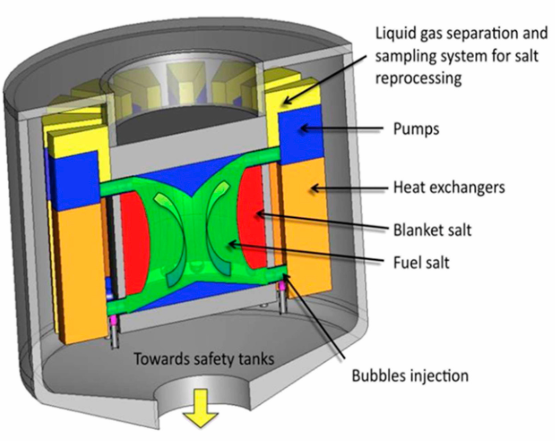 Liquid gas separation and
sampling system for salt
reprocessing
Pumps
Heat exchangers
Blanket salt
Fuel salt
Bubbles injection
Towards safety tanks